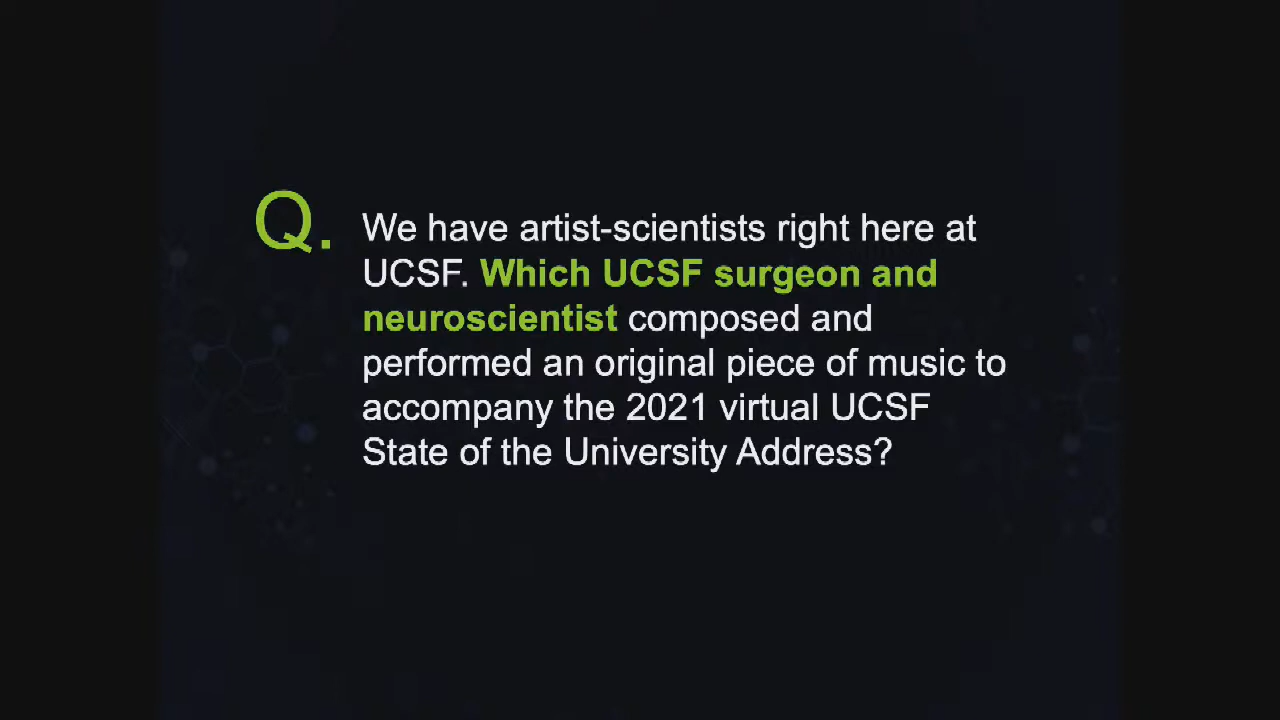 Q.
We have artist-scientists right here at
UCSF. Which UCSF surgeon and
neuroscientist composed and
performed an original piece of music to
accompany the 2021 virtual UCSF
State of the University Address?